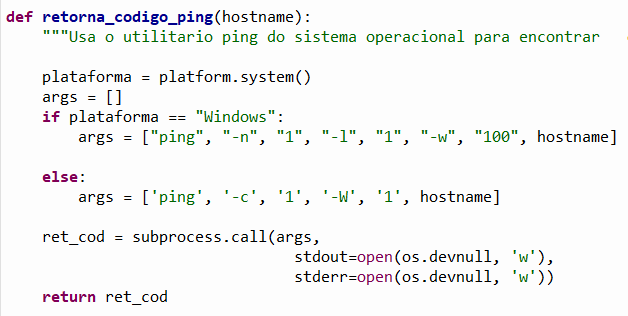 def retorna_codigo_ping(hostname):
    """Usa o utilitario ping do sistema operacional para encontrar
    plataforma = platform.system()
    args = []
    if plataforma == "Windows":
        args = ["ping", "-n", "1", "-l", "1", "-w", "100", hostname]
    else:
        args = ['ping', '-c', '1', '-W', '1', hostname]
    ret_cod = subprocess.call(args,
                              stdout=open(os.devnull, 'w'),
                              stderr=open(os.devnull, 'w'))
    return ret_cod